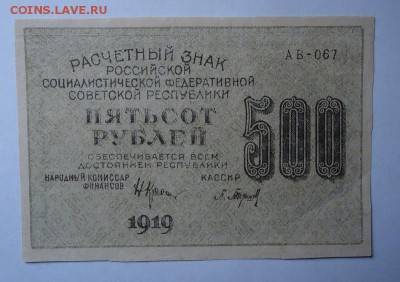 COINS.LAVE.RU
РАСЧЕТНЫЙ ЗНАК
АВ-067
РОССИЙСКОЙ
СОЦИАЛИСТИЧЕСКОЙ ФЕДЕРАТИВНОЙ
СОВЕТСКОЙ РЕСПУБЛИКИ
ПЯТЬСОТ
РУБЛЕЙ
500
ОБЕСПЕЧИВАЕТСЯ ВСЕМ
ДОСТОЯНИЕМ РЕСПУБЛИКИ
НАРОДНЫЙ КОМИССАР
ФИНАНСОВ
КАССИР
1919